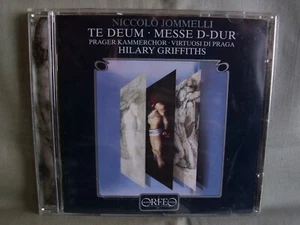 NICCOLÒ JOMMELLI
TE DEUM · MESSE D-DUR
PRAGER KAMMERCHOR · VIRTUOSI DI PRAGA
HILARY GRIFFITHS
ORFEO